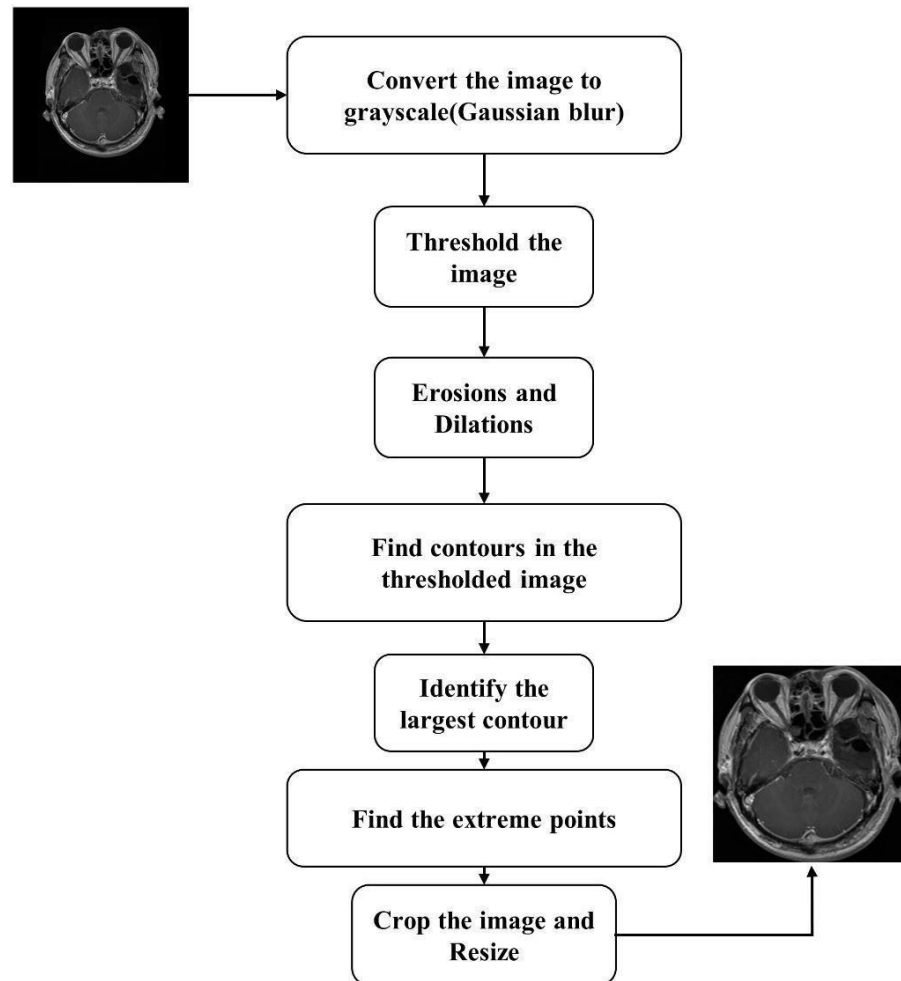 Convert the image to
grayscale(Gaussian blur)
Threshold the
image
Erosions and
Dilations
Find contours in the
thresholded image
Identify the
largest contour
Find the extreme points
Crop the image and
Resize